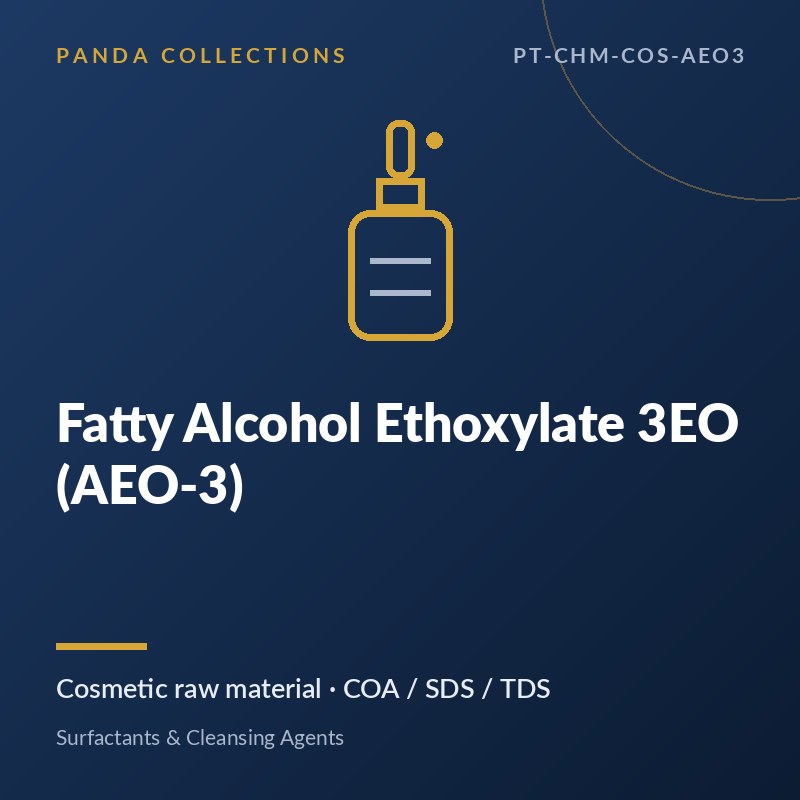 PANDA COLLECTIONS
PT-CHM-COS-AEO3
Fatty Alcohol Ethoxylate 3EO
(AEO-3)
Cosmetic raw material · COA / SDS / TDS
Surfactants & Cleansing Agents